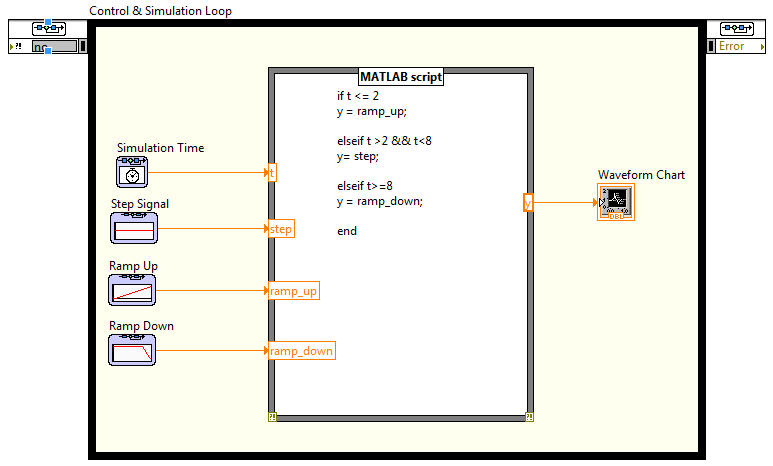 Control & Simulation Loop
Error
MATLAB script
if t <= 2
y = ramp_up;
elseif t >2 && t<8
y= step;
elseif t>=8
y = ramp_down;
end
Simulation Time
t
Step Signal
step
Ramp Up
ramp_up
Ramp Down
ramp_down
y
Waveform Chart
DBL